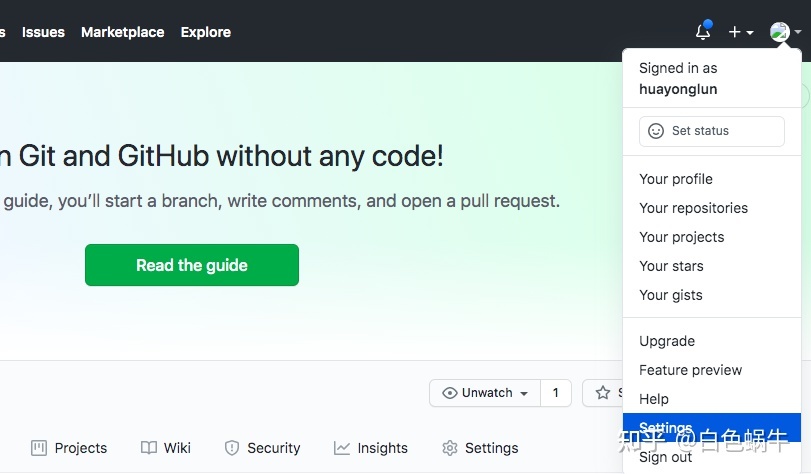 s Issues Marketplace Explore
Signed in as
huayonglun
Set status
n Git and GitHub without any code!
guide, you'll start a branch, write comments, and open a pull request.
Read the guide
Your profile
Your repositories
Your projects
Your stars
Your gists
Upgrade
Feature preview
Help
Settings
Sign out
Unwatch 1 S
Projects Wiki Security Insights Settings
知乎 @白色蜗牛